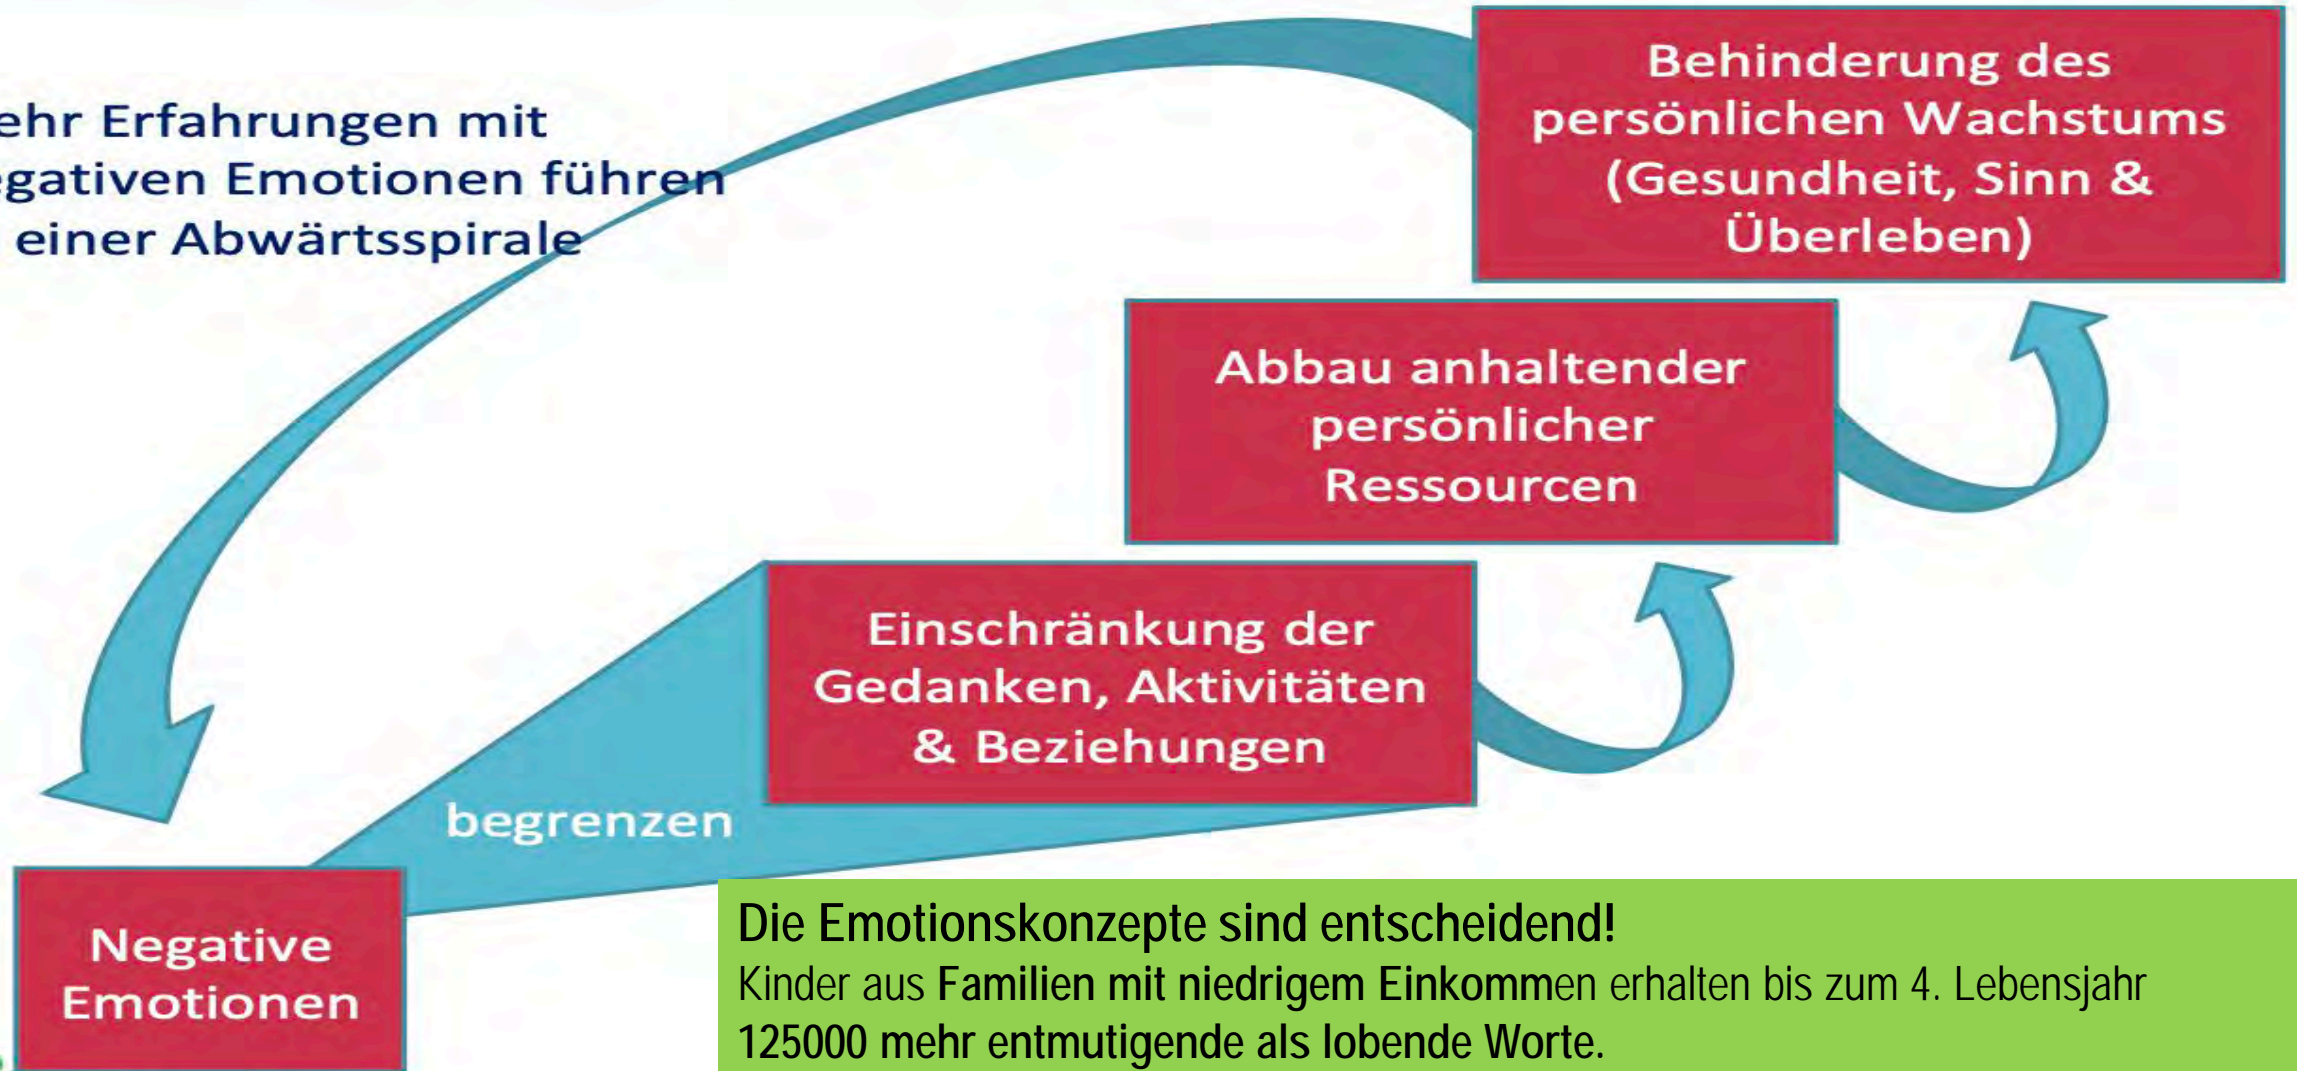 ehr Erfahrungen mit
egativen Emotionen führen
einer Abwärtsspirale
Behinderung des
persönlichen Wachstums
(Gesundheit, Sinn &
Überleben)
Abbau anhaltender
persönlicher
Ressourcen
Einschränkung der
Gedanken, Aktivitäten
& Beziehungen
begrenzen
Negative
Emotionen
Die Emotionskonzepte sind entscheidend!
Kinder aus Familien mit niedrigem Einkommen erhalten bis zum 4. Lebensjahr
125000 mehr entmutigende als lobende Worte.